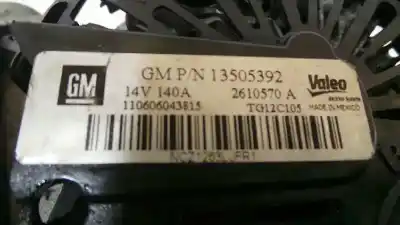 GM
GM P/N 13505392
14V 140A
2610570 A
Valeo
110606043815
TG12C105
MADE IN MEXICO